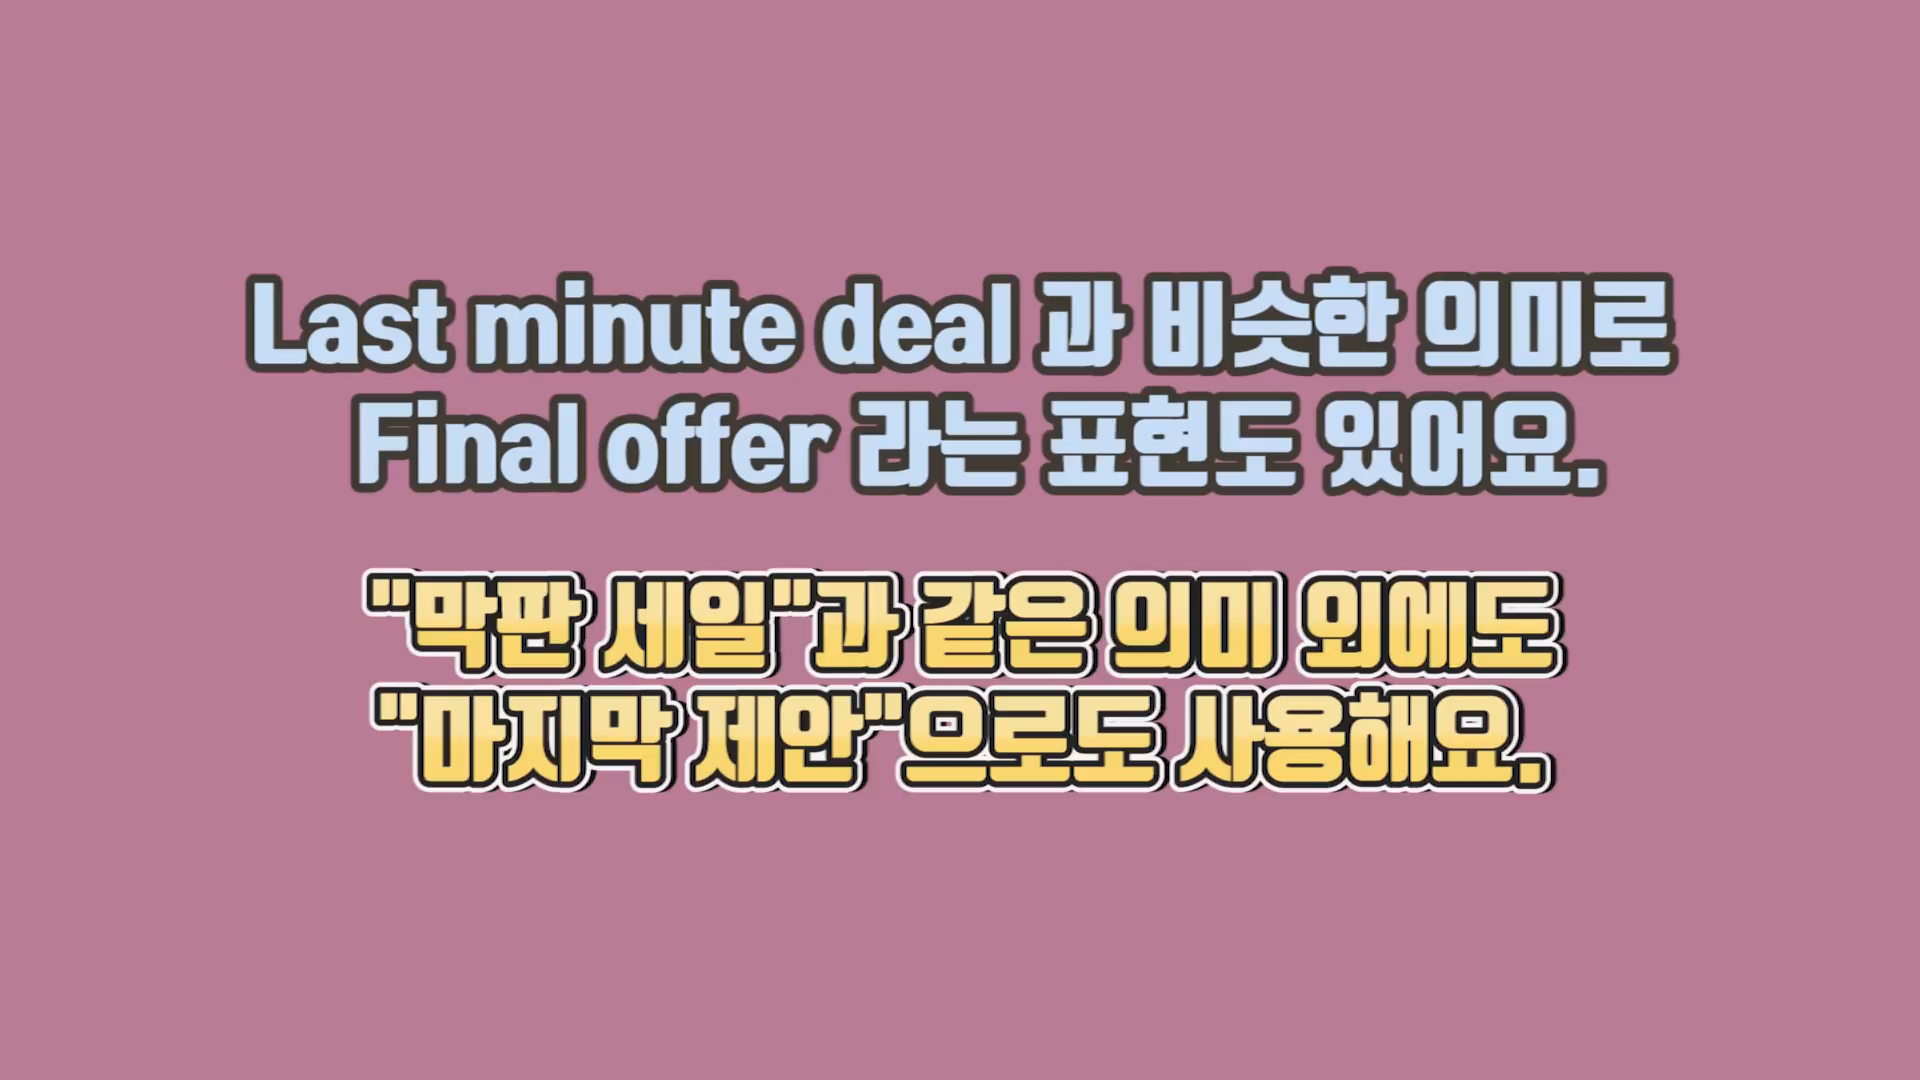 Last minute deal 과 비슷한 의미로
Final offer 라는 표현도 있어요.
"막판 세일"과 같은 의미 외에도
"마지막 제안"으로도 사용해요.